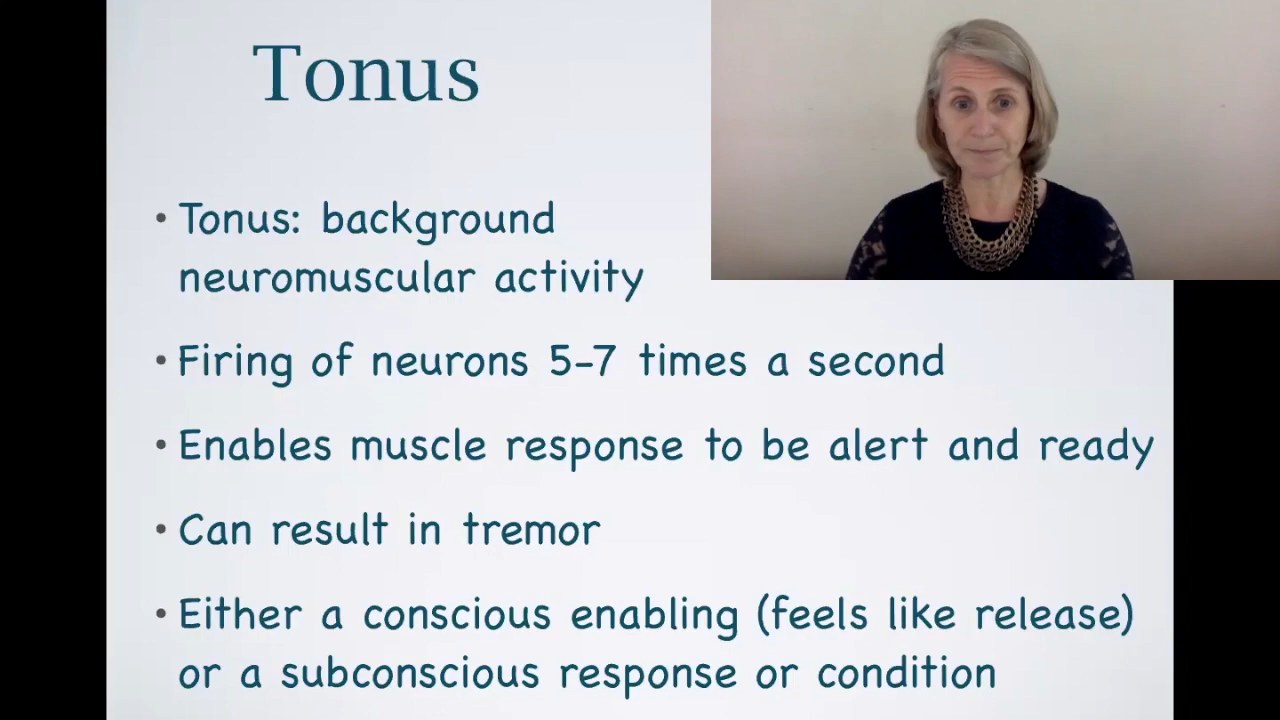 Tonus
• Tonus: background
neuromuscular activity
• Firing of neurons 5-7 times a second
• Enables muscle response to be alert and ready
• Can result in tremor
• Either a conscious enabling (feels like release)
or a subconscious response or condition